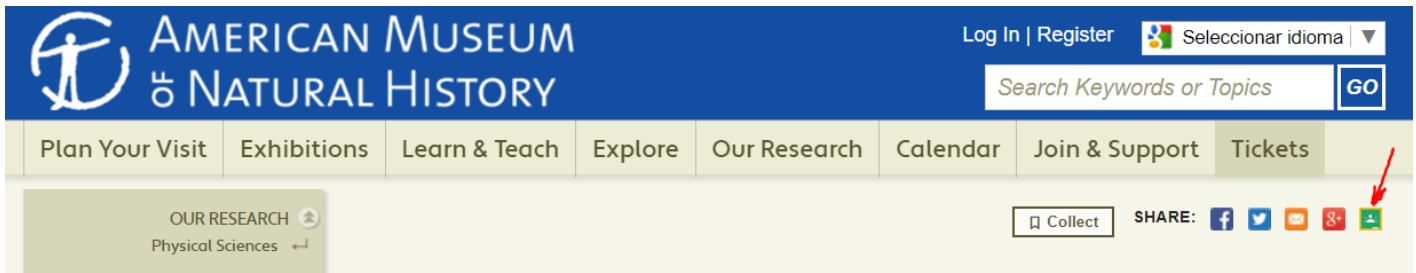 AMERICAN MUSEUM
OF NATURAL HISTORY
Log In | Register
Seleccionar idioma
Search Keywords or Topics
GO
Plan Your Visit
Exhibitions
Learn & Teach
Explore
Our Research
Calendar
Join & Support
Tickets
OUR RESEARCH
Physical Sciences
Collect
SHARE:
f
8+